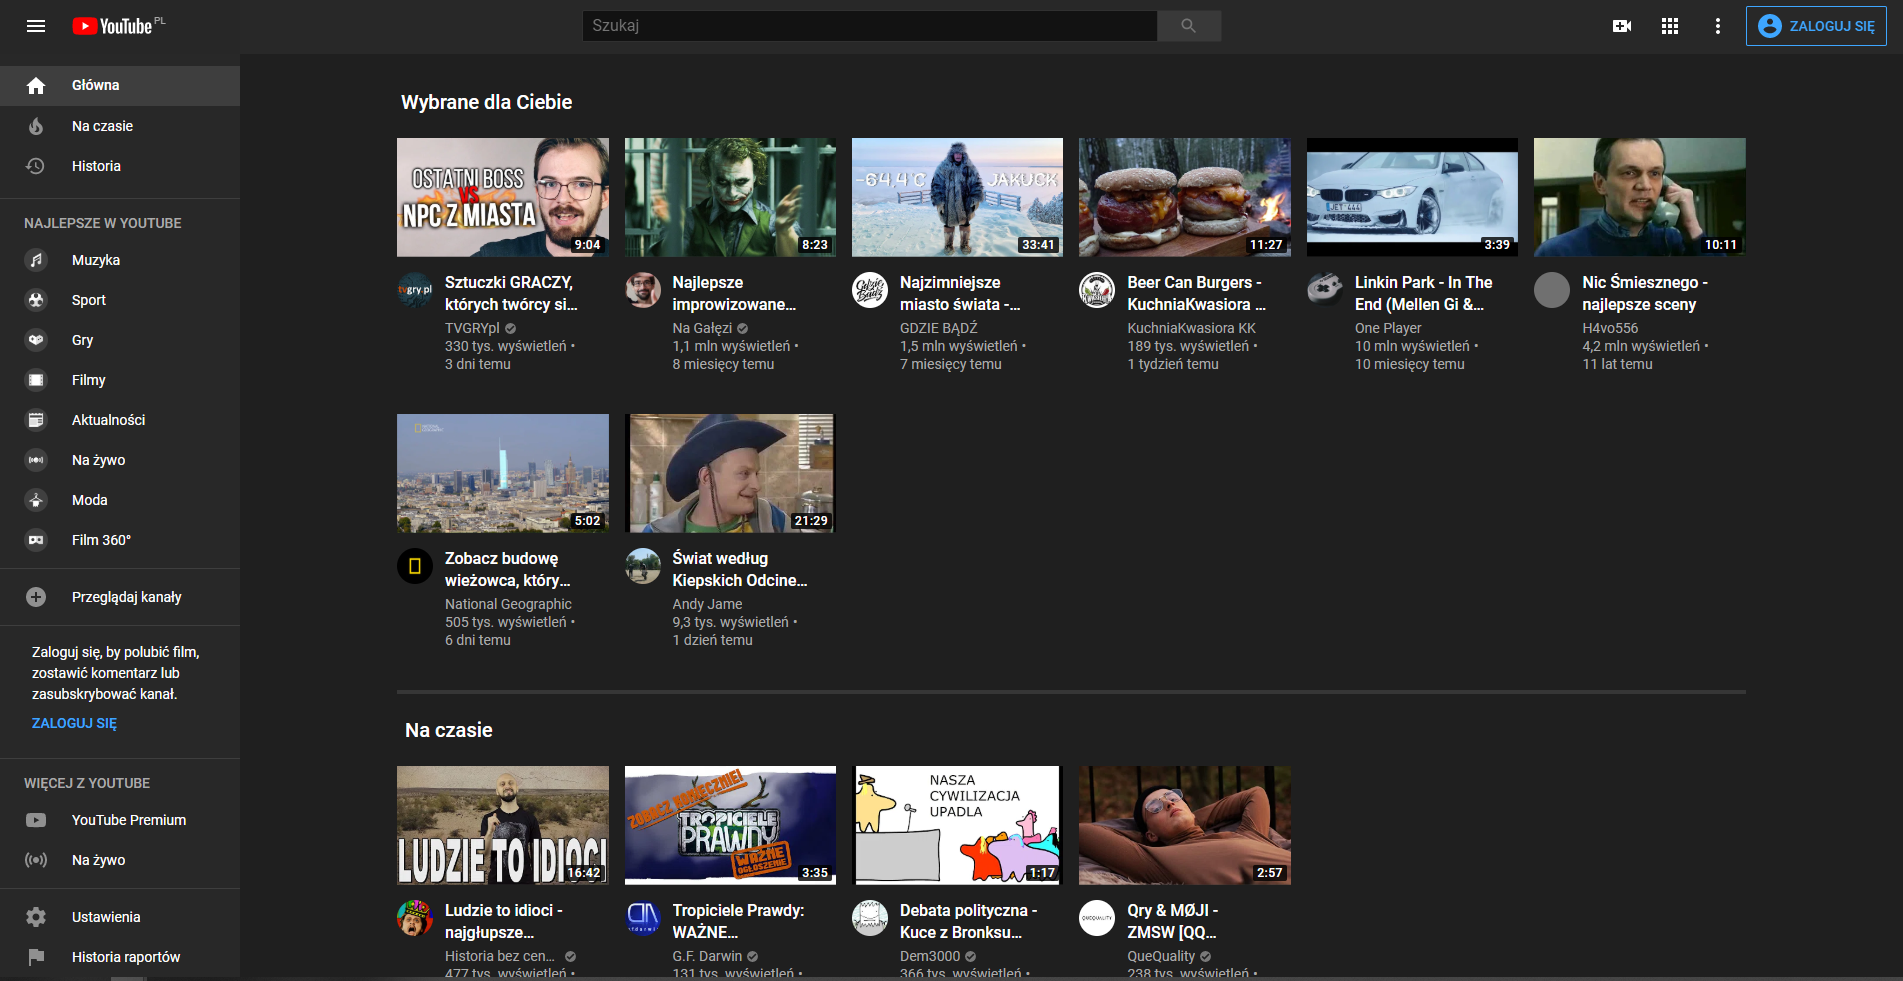 YouTube PL
Szukaj
ZALOGUJ SIĘ
Główna
Na czasie
Historia
NAJLEPSZE W YOUTUBE
Muzyka
Sport
Gry
Filmy
Aktualności
Na żywo
Moda
Film 360°
Przeglądaj kanały
Zaloguj się, by polubić film,
zostawić komentarz lub
zasubskrybować kanał.
ZALOGUJ SIĘ
WIĘCEJ Z YOUTUBE
YouTube Premium
Na żywo
Ustawienia
Historia raportów
Wybrane dla Ciebie
OSTATNI BOSS
VS
NPC Z MIASTA
9:04
tvgry.pl
Sztuczki GRACZY,
których twórcy si...
TVGRYpl
330 tys. wyświetleń •
3 dni temu
8:23
Najlepsze
improwizowane...
Na Gałęzi
1,1 mln wyświetleń •
8 miesięcy temu
-64,4°C JAKUCK
33:41
Gdzie Bądź
Najzimniejsze
miasto świata -...
GDZIE BĄDŹ
1,5 mln wyświetleń •
7 miesięcy temu
11:27
Beer Can Burgers -
KuchniaKwasiora ...
KuchniaKwasiora KK
189 tys. wyświetleń •
1 tydzień temu
JET 444
3:39
Linkin Park - In The
End (Mellen Gi &...
One Player
10 mln wyświetleń •
10 miesięcy temu
10:11
Nic Śmiesznego -
najlepsze sceny
H4vo556
4,2 mln wyświetleń •
11 lat temu
5:02
Zobacz budowę
wieżowca, który...
National Geographic
505 tys. wyświetleń •
6 dni temu
21:29
Świat według
Kiepskich Odcine...
Andy Jame
9,3 tys. wyświetleń •
1 dzień temu
Na czasie
LUDZIE TO IDIOCI
16:42
Ludzie to idioci -
najgłupsze...
Historia bez cen...
477 tys. wyświetleń •
ZOBACZ KONIECZNIE!
TROPICIELE
PRAWDY
WAŻNE
OGŁOSZENIE
3:35
Tropiciele Prawdy:
WAŻNE...
G.F. Darwin
131 tys. wyświetleń •
NASZA
CYWILIZACJA
UPADLA
1:17
Debata polityczna -
Kuce z Bronksu...
Dem3000
366 tys. wyświetleń •
2:57
QUEQUALITY
Qry & MØJI -
ZMSW [QQ...
QueQuality
238 tys. wyświetleń •